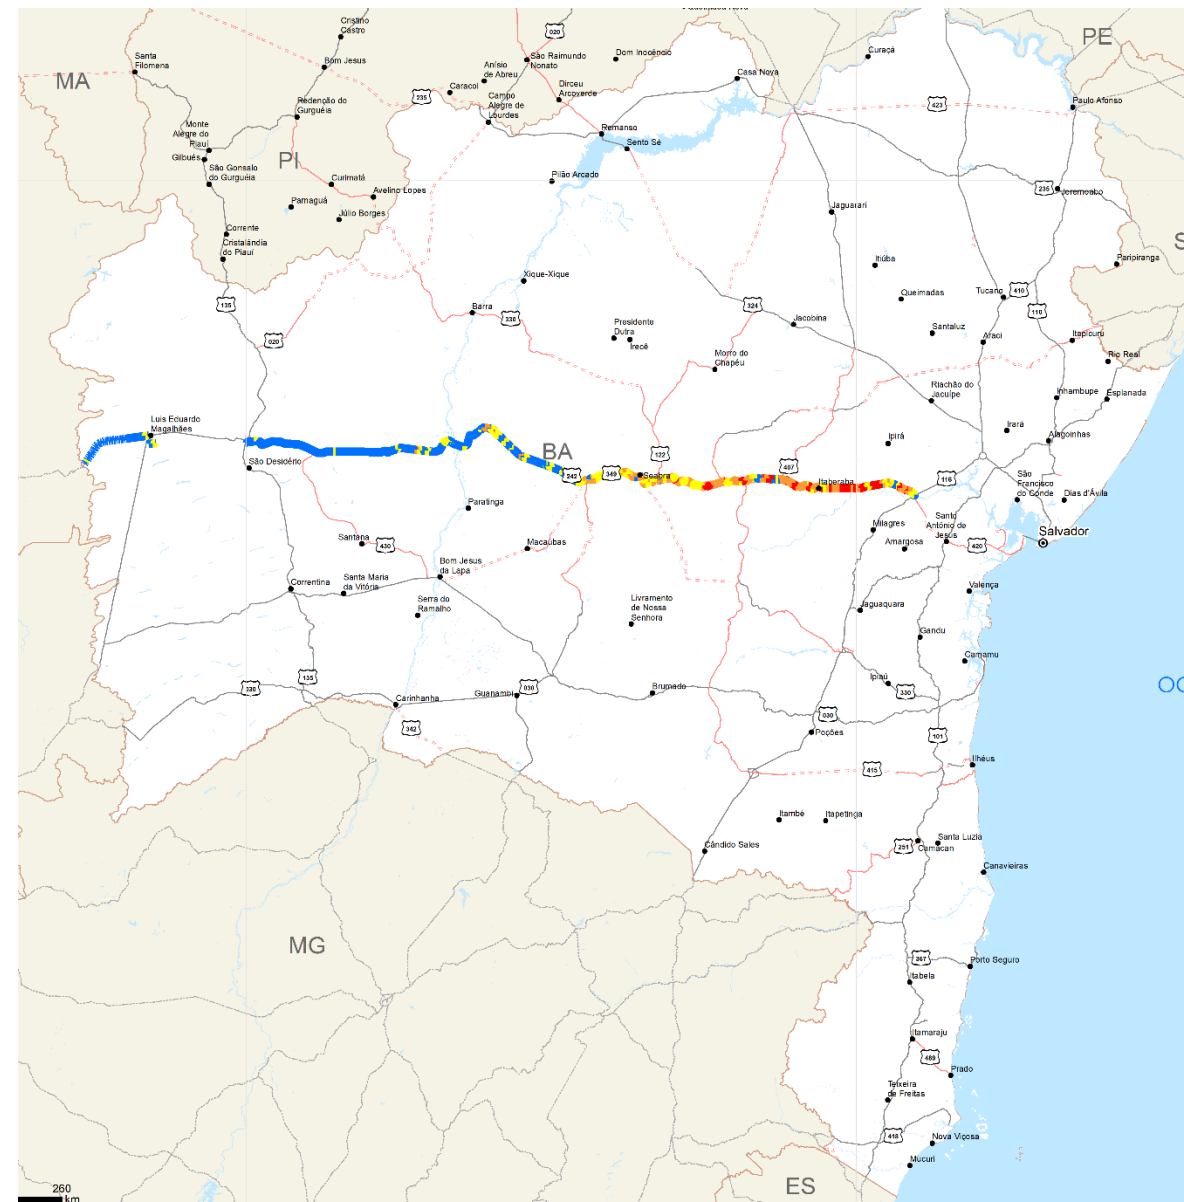 Cristino
Castro
020
Santa
Filomena
Bom Jesus
São Raimundo
Nonato
Dom Inocêncio
Curaçá
PE
MA
Anísio
de Abreu
Caracol
235
Campo
Alegre de
Lourdes
Dirceu
Arcoverde
Casa Nova
423
Paulo Afonso
Redenção do
Gurguéia
Monte
Alegre do
Piauí
Gilbués
São Gonsalo
do Gurguéia
PI
Remanso
Sento Sé
Curimatá
Avelino Lopes
Pilão Arcado
235
Jeremoabo
Parnaguá
Júlio Borges
Jaguarari
S
Corrente
Cristalândia
do Piauí
Itiúba
Paripiranga
Xique-Xique
Tucano
410
Queimadas
135
Barra
330
324
Jacobina
110
Presidente
Dutra
Irecê
Santaluz
Araci
Itapicuru
020
Morro do
Chapéu
Rio Real
Riachão do
Jacuípe
Inhambupe
Esplanada
Luis Eduardo
Magalhães
Ipirá
Irará
Alagoinhas
BA
122
São Desidério
242
349
Seabra
407
Itaberaba
116
São
Francisco
do Conde
Dias d'Ávila
Paratinga
Santo
Antônio de
Jesus
Salvador
Milagres
Amargosa
420
Santana
430
Macaúbas
Bom Jesus
da Lapa
Correntina
Santa Maria
da Vitória
Valença
Serra do
Ramalho
Livramento
de Nossa
Senhora
Jaguaquara
Gandu
Camamu
135
330
Ipiaú
330
OC
Guanambi
030
Brumado
Carinhanha
030
342
Poções
101
Ilhéus
415
Itambé
Itapetinga
Cândido Sales
251
Camacan
Santa Luzia
Canavieiras
MG
367
Porto Seguro
Itabela
Itamaraju
489
Prado
Teixeira
de Freitas
418
Nova Viçosa
Mucuri
260
km
ES